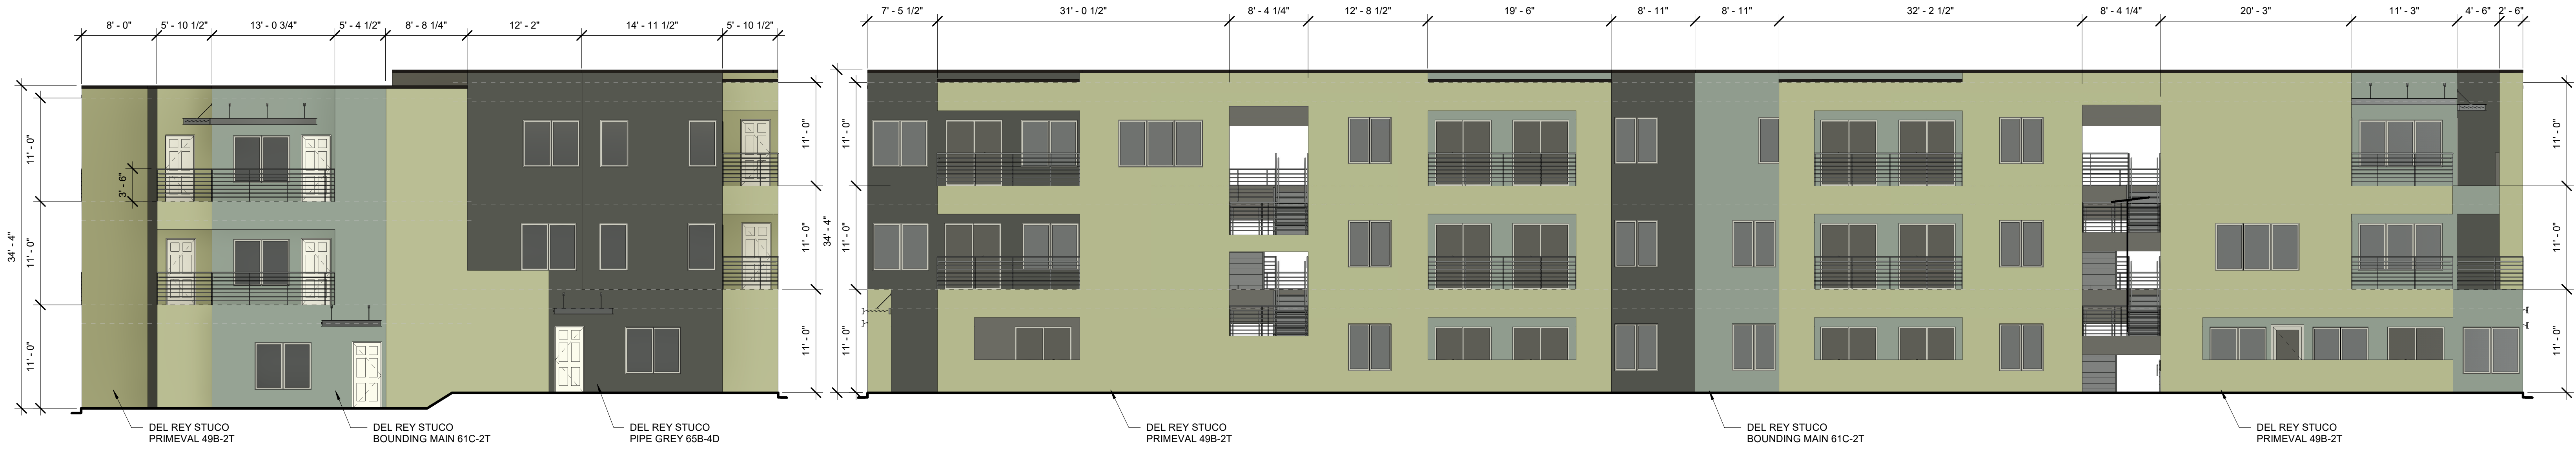 8' - 0"
5' - 10 1/2"
13' - 0 3/4"
5' - 4 1/2"
8' - 8 1/4"
12' - 2"
14' - 11 1/2"
5' - 10 1/2"
7' - 5 1/2"
31' - 0 1/2"
8' - 4 1/4"
12' - 8 1/2"
19' - 6"
8' - 11"
8' - 11"
32' - 2 1/2"
8' - 4 1/4"
20' - 3"
11' - 3"
4' - 6"
2' - 6"
34' - 4"
11' - 0"
11' - 0"
11' - 0"
3' - 6"
11' - 0"
11' - 0"
11' - 0"
34' - 4"
11' - 0"
11' - 0"
11' - 0"
11' - 0"
11' - 0"
11' - 0"
DEL REY STUCO
PRIMEVAL 49B-2T
DEL REY STUCO
BOUNDING MAIN 61C-2T
DEL REY STUCO
PIPE GREY 65B-4D
DEL REY STUCO
PRIMEVAL 49B-2T
DEL REY STUCO
BOUNDING MAIN 61C-2T
DEL REY STUCO
PRIMEVAL 49B-2T